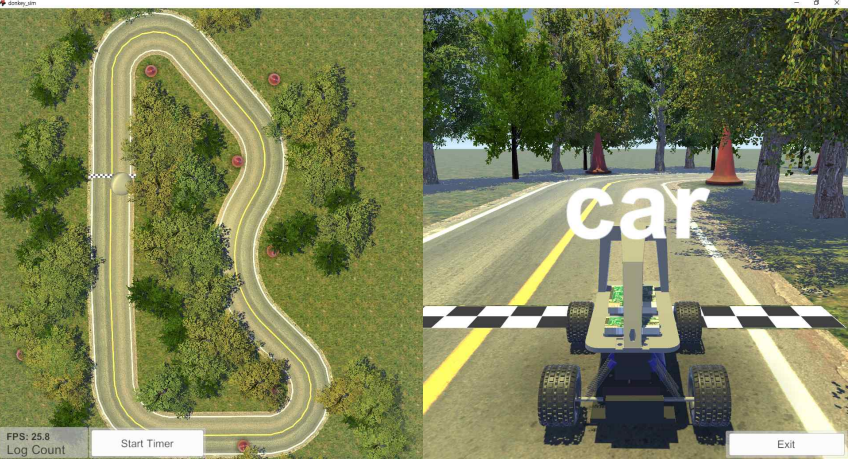 donkey_sim
car
FPS: 25.8
Log Count
Start Timer
Exit